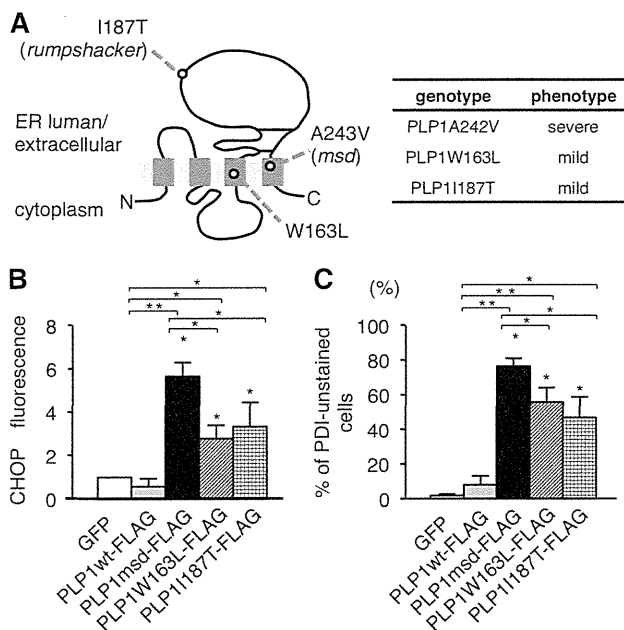 A
I187T
(rumpshacker)
ER luman/
extracellular
A243V
(msd)
N
C
cytoplasm
W163L
genotype phenotype
PLP1A242V severe
PLP1W163L mild
PLP1I187T mild
B
*
*
**
*
*
8
6
4
2
0
CHOP fluorescence
*
*
*
GFP
PLP1wt-FLAG
PLP1msd-FLAG
PLP1W163L-FLAG
PLP1I187T-FLAG
C
(%)
*
**
**
*
*
100
80
60
40
20
0
% of PDI-unstained
cells
*
*
*
GFP
PLP1wt-FLAG
PLP1msd-FLAG
PLP1W163L-FLAG
PLP1I187T-FLAG